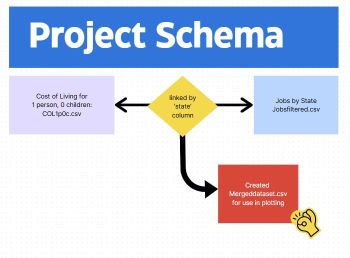 Project Schema
Cost of Living for
1 person, 0 children:
COL1p0c.csv
linked by
'state'
column
Jobs by State
Jobsfiltered.csv
Created
Mergeddataset.csv
for use in plotting